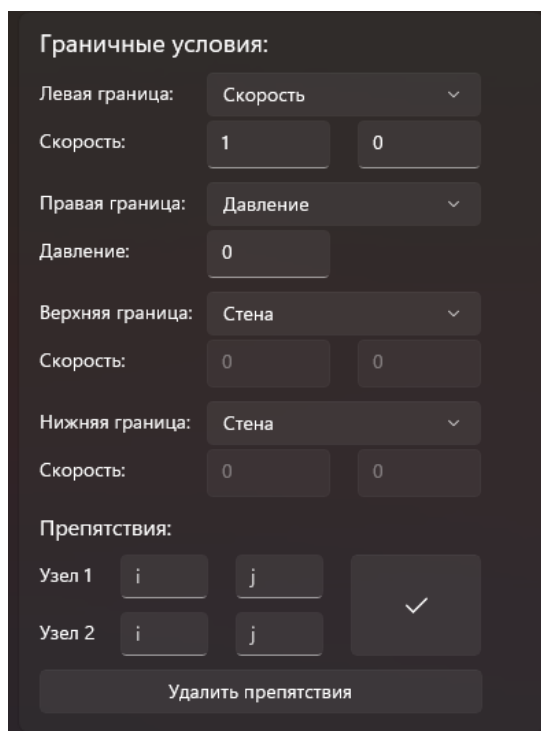 Граничные условия:
Левая граница: Скорость
Скорость: 1 0
Правая граница: Давление
Давление: 0
Верхняя граница: Стена
Скорость: 0 0
Нижняя граница: Стена
Скорость: 0 0
Препятствия:
Узел 1 i j
Узел 2 i j
Удалить препятствия